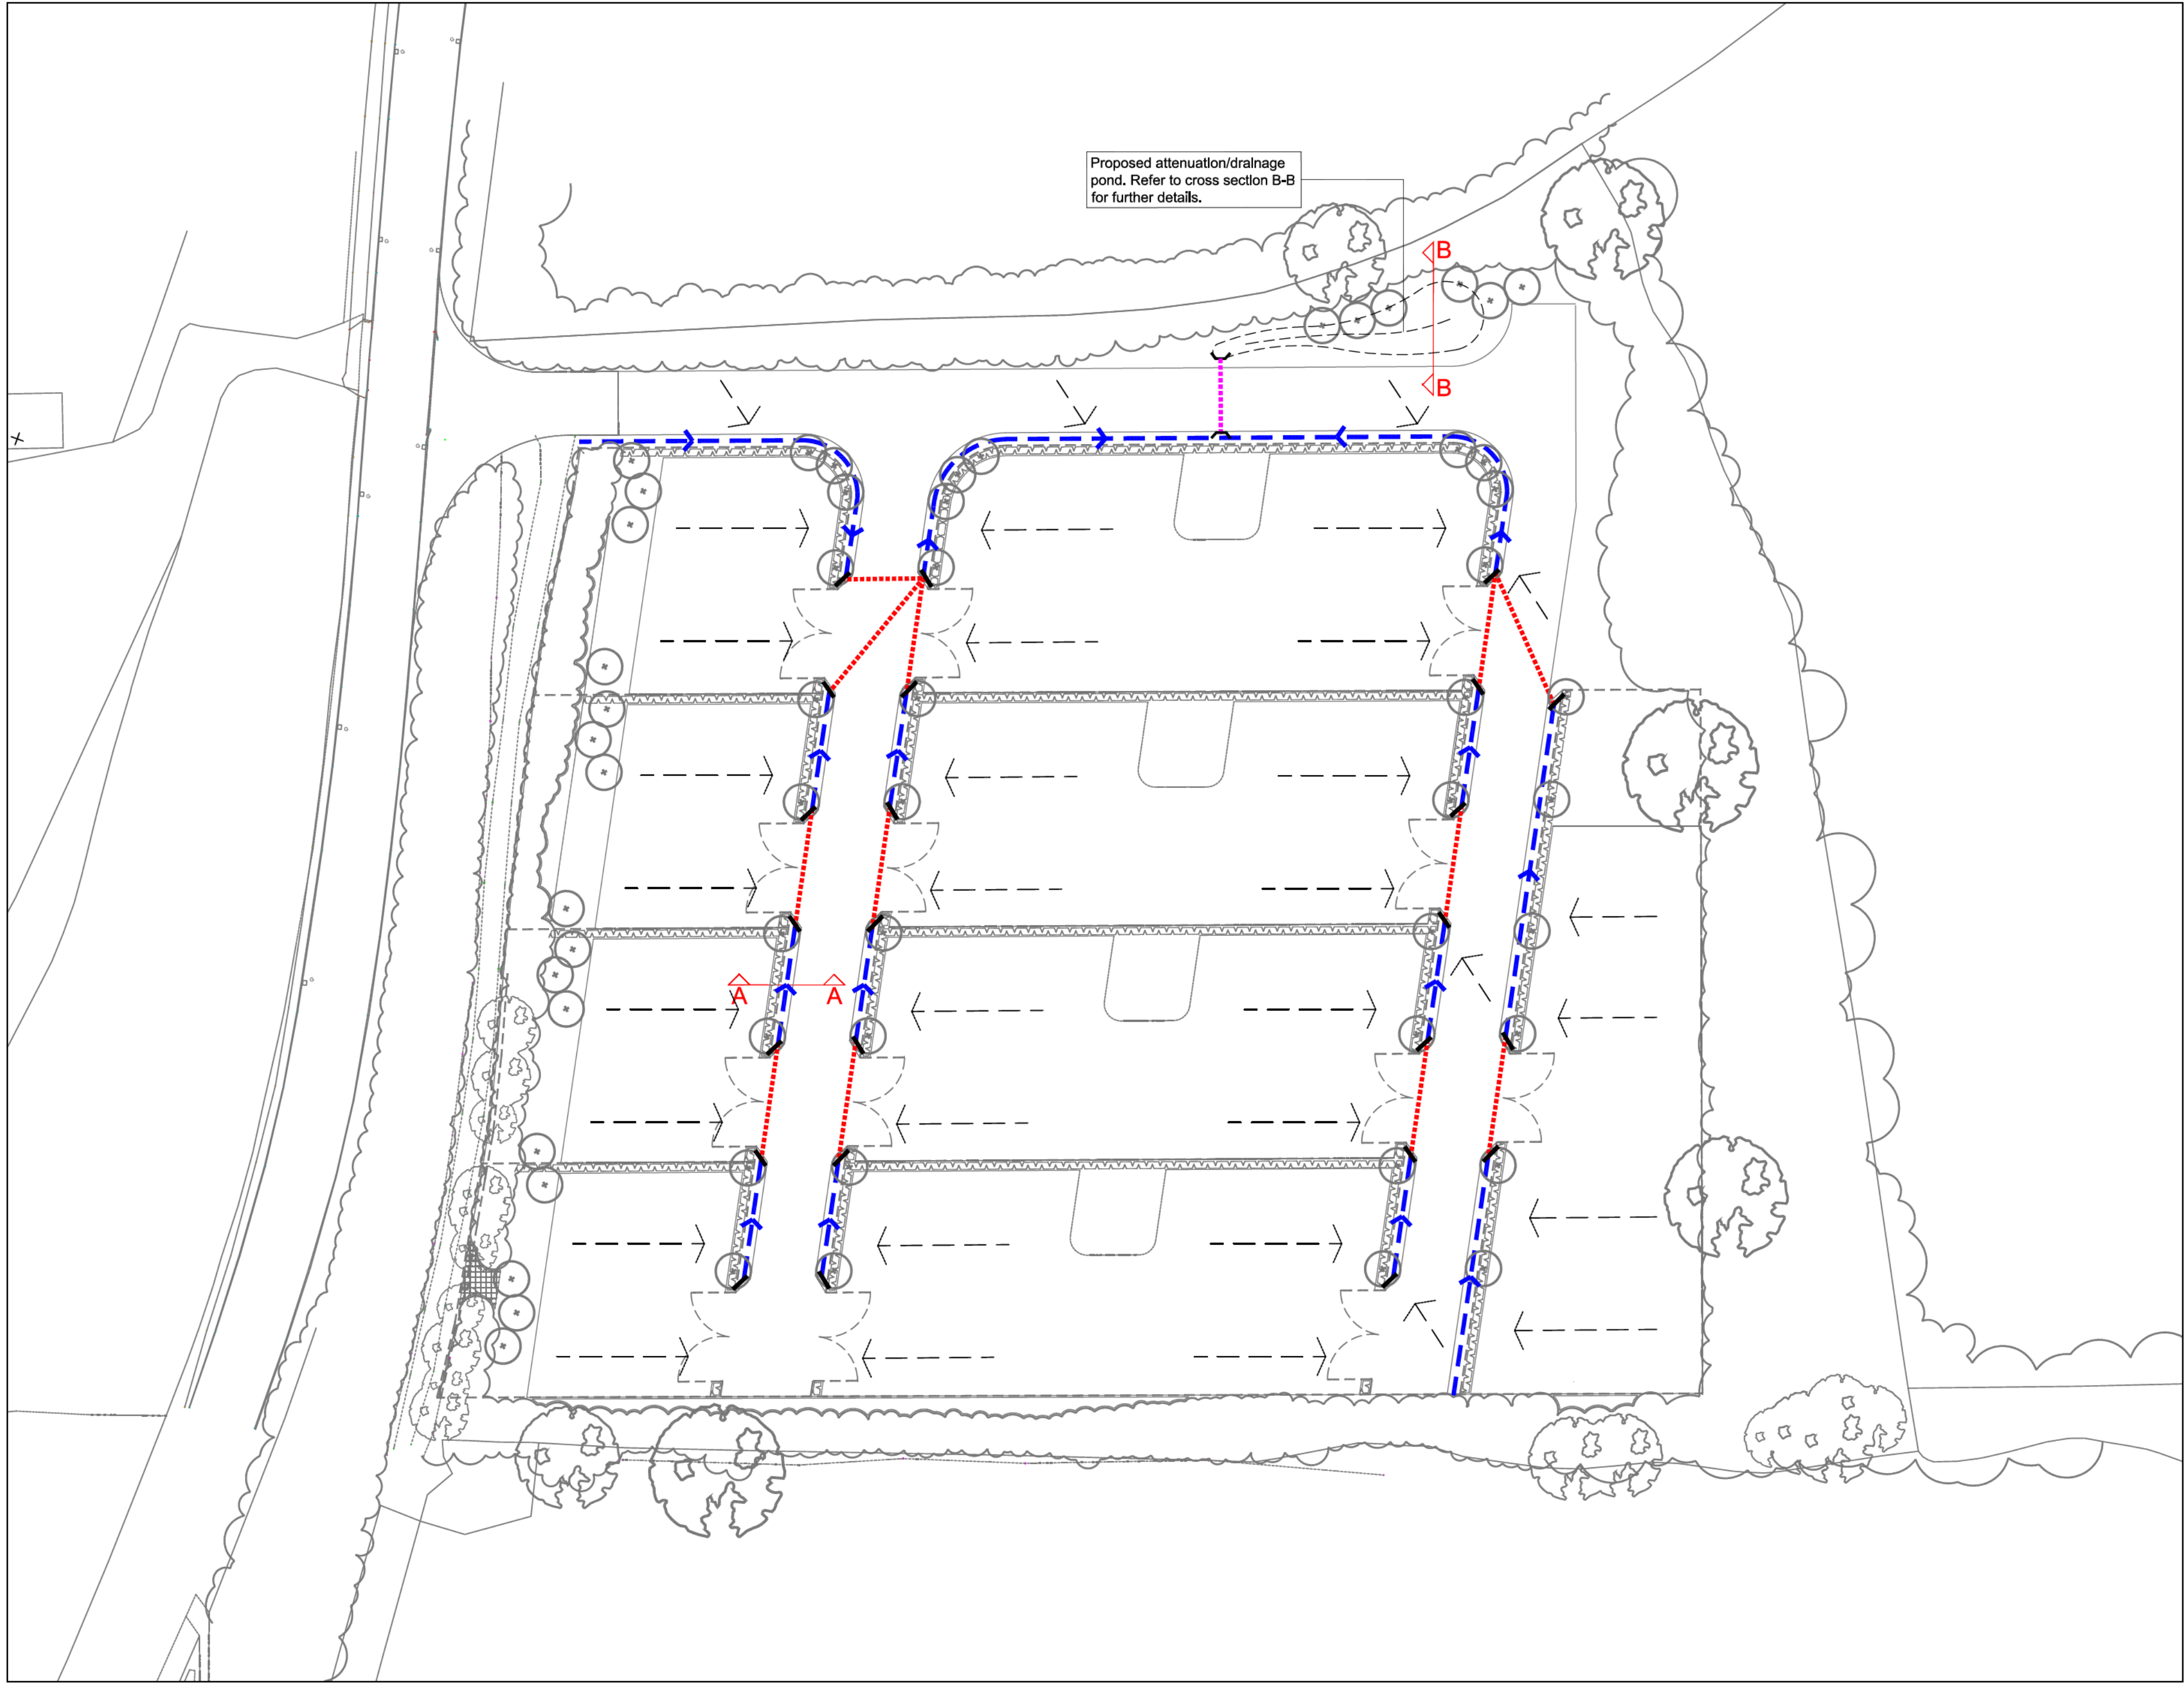 Proposed attenuation/drainage
pond. Refer to cross section B-B
for further details.
B
B
A
A